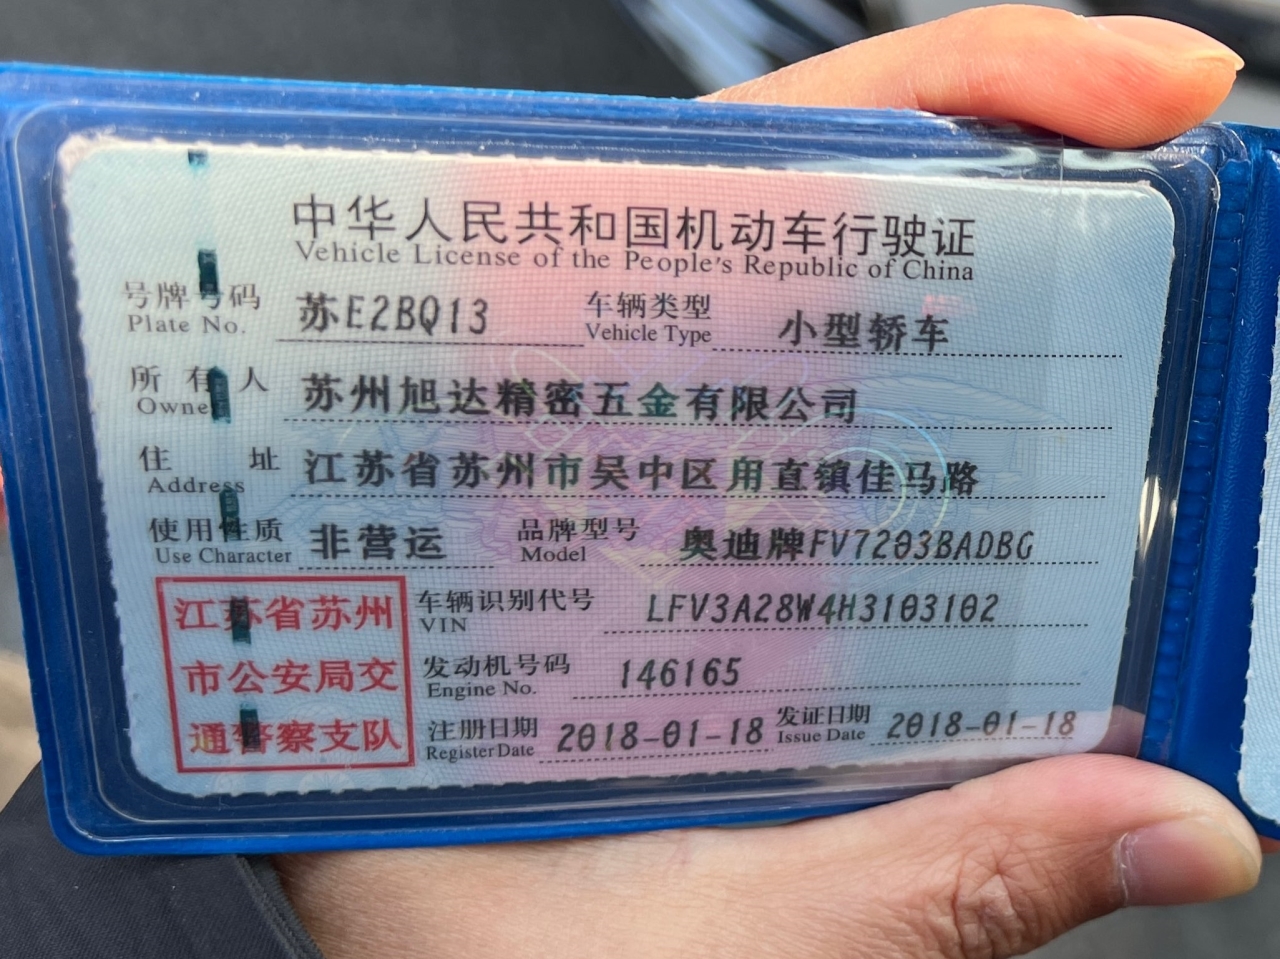 中华人民共和国机动车行驶证
Vehicle License of the People's Republic of China
号牌号码 苏E2BQ13 车辆类型 小型轿车
Plate No. Vehicle Type
所有人 苏州旭达精密五金有限公司
Owner
住址 江苏省苏州市吴中区甪直镇佳马路
Address
使用性质 非营运 品牌型号 奥迪牌FV7203BADBG
Use Character Model
江苏省苏州
市公安局交
通警察支队
车辆识别代号 LFV3A28W4H3103102
VIN
发动机号码 146165
Engine No.
注册日期 2018-01-18 发证日期 2018-01-18
Register Date Issue Date